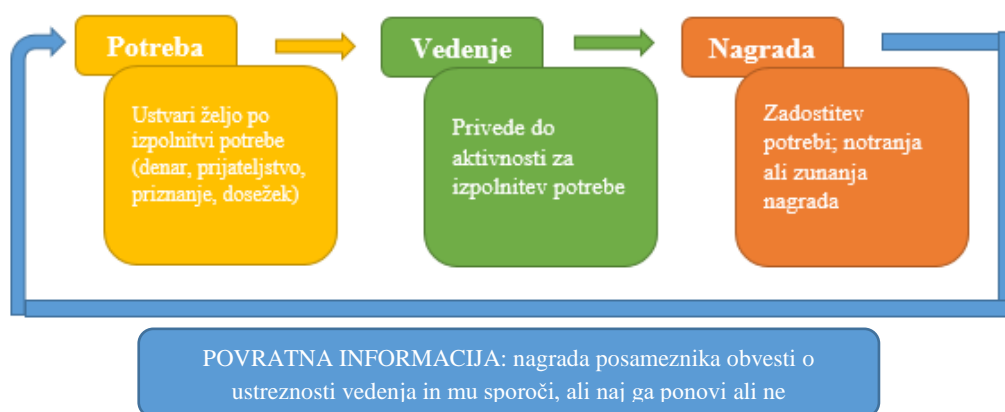 Potreba
Ustvari željo po
izpolnitvi potrebe
(denar, prijateljstvo,
priznanje, dosežek)
Vedenje
Privede do
aktivnosti za
izpolnitev potrebe
Nagrada
Zadostitev
potrebi; notranja
ali zunanja
nagrada
POVRATNA INFORMACIJA: nagrada posameznika obvesti o
ustreznosti vedenja in mu sporoči, ali naj ga ponovi ali ne